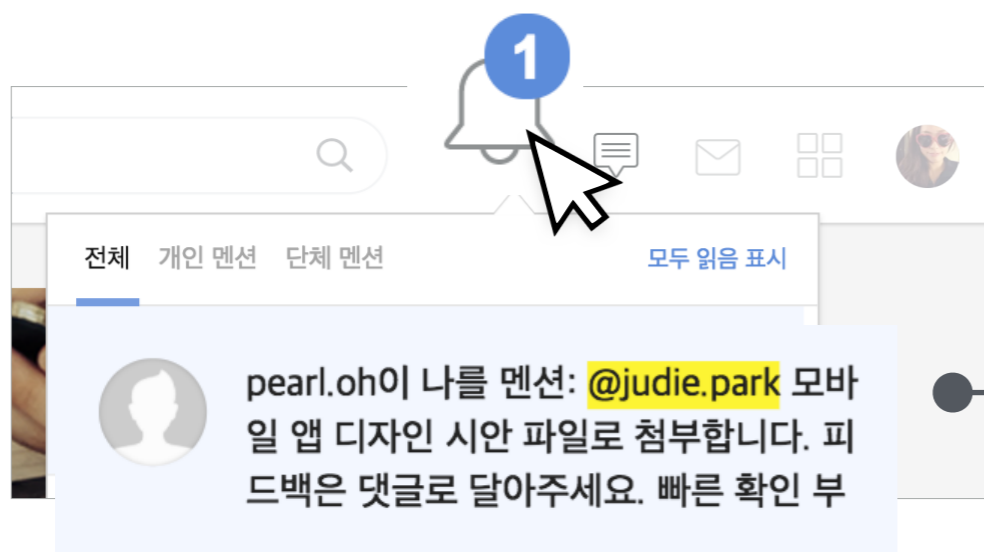 1
전체 개인 멘션 단체 멘션 모두 읽음 표시
pearl.oh이 나를 멘션: @judie.park 모바
일 앱 디자인 시안 파일로 첨부합니다. 피
드백은 댓글로 달아주세요. 빠른 확인 부